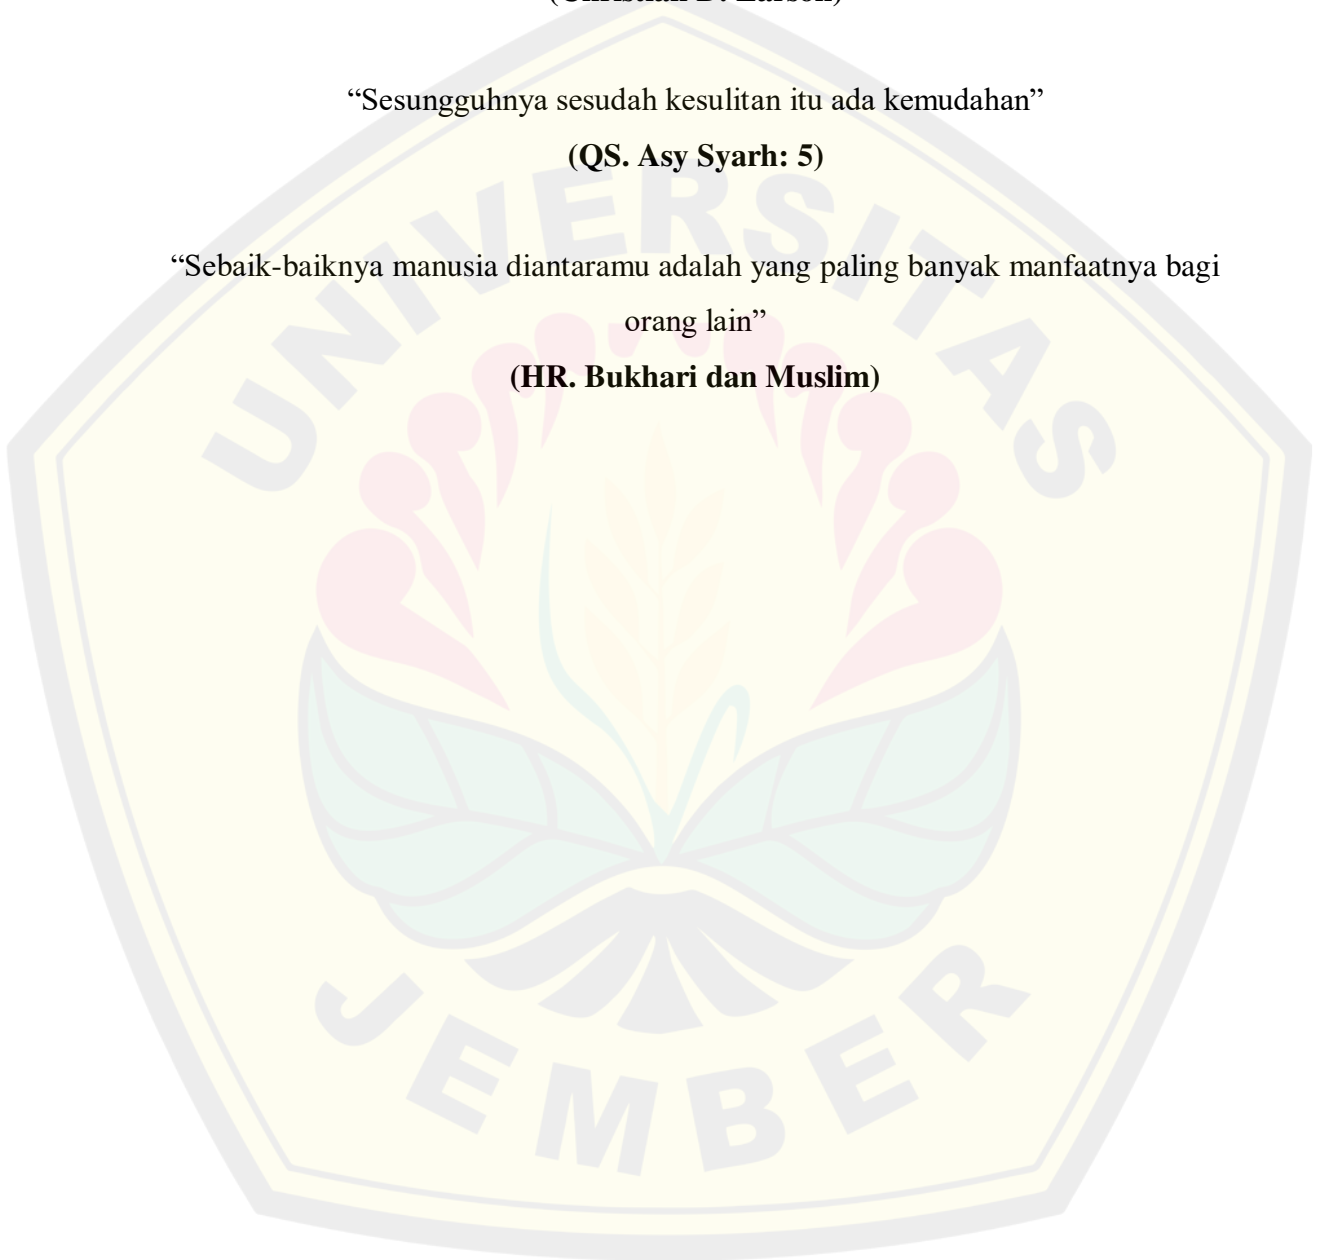 “Sesungguhnya sesudah kesulitan itu ada kemudahan”
(QS. Asy Syarh: 5)
“Sebaik-baiknya manusia diantaramu adalah yang paling banyak manfaatnya bagi
orang lain”
(HR. Bukhari dan Muslim)
UNIVERSITAS
JEMBER